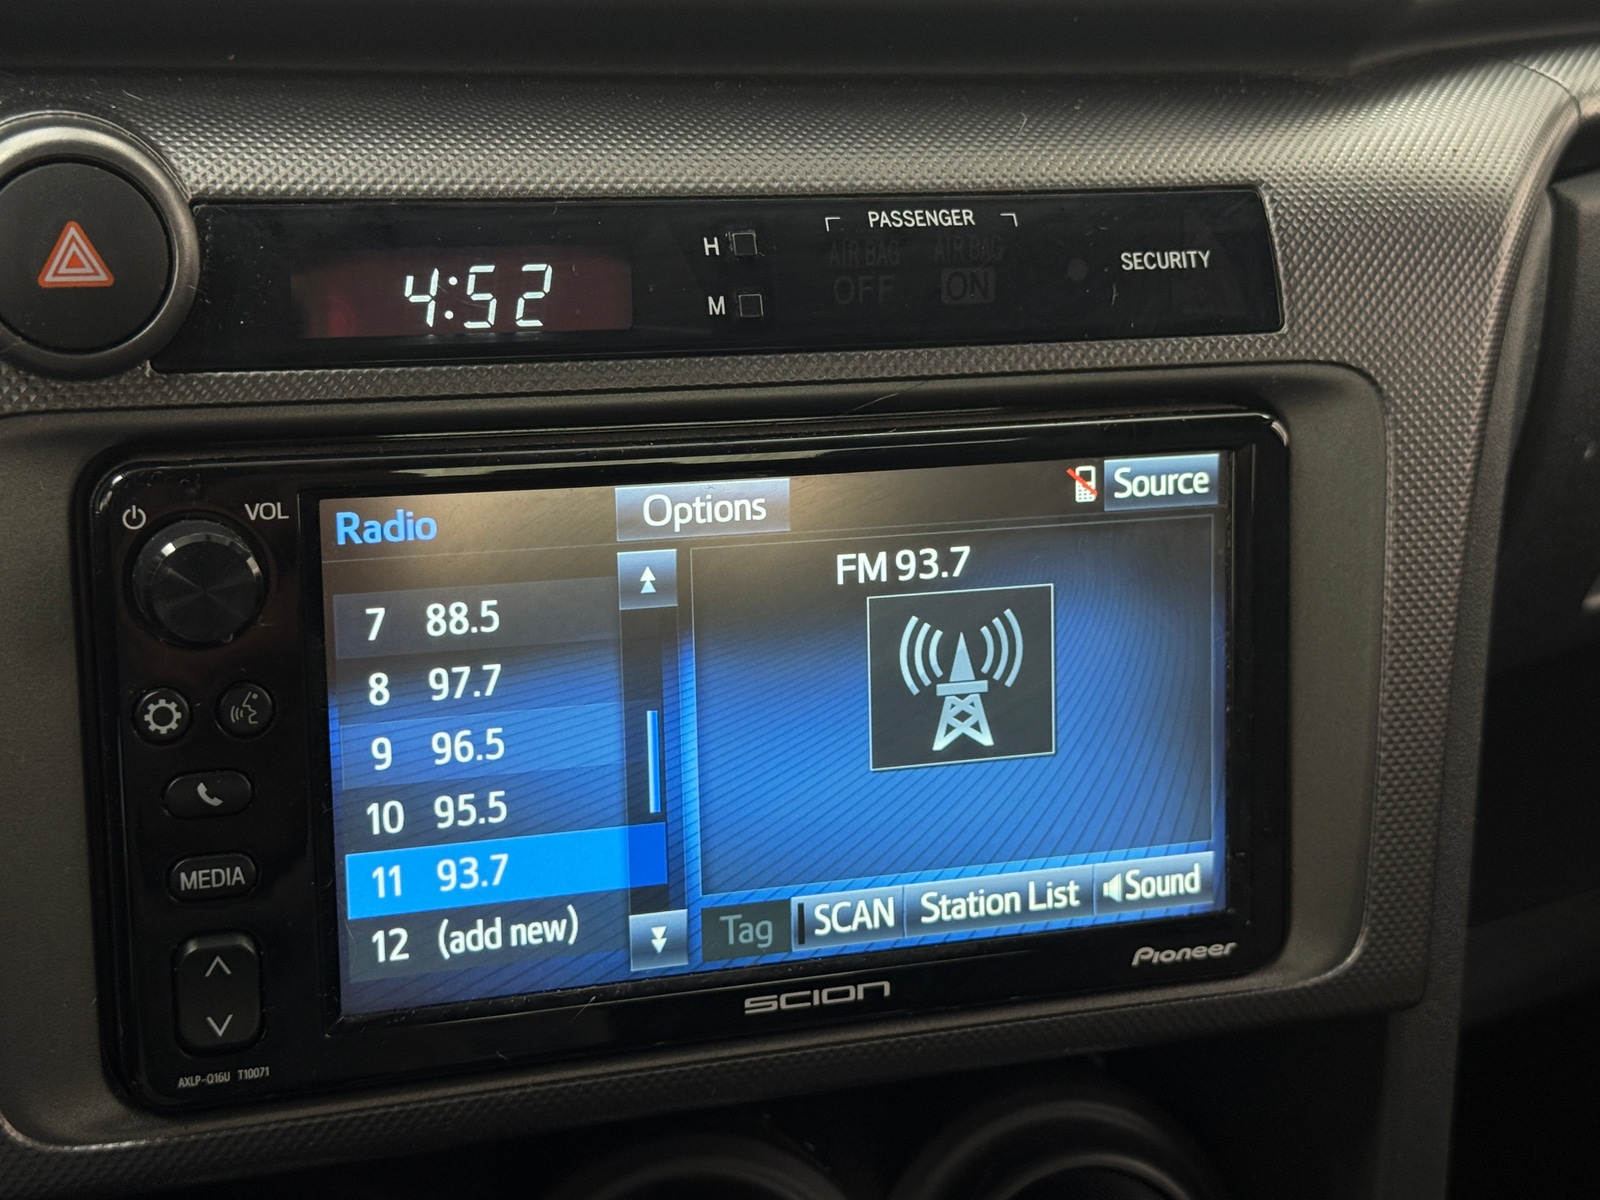 4:52
H
M
PASSENGER
AIR BAG AIR BAG
OFF ON
SECURITY
VOL
Radio
Options
Source
7 88.5
8 97.7
9 96.5
10 95.5
11 93.7
12 (add new)
FM 93.7
Tag
SCAN
Station List
Sound
MEDIA
SCION
Pioneer
AXLP-Q16U T10071